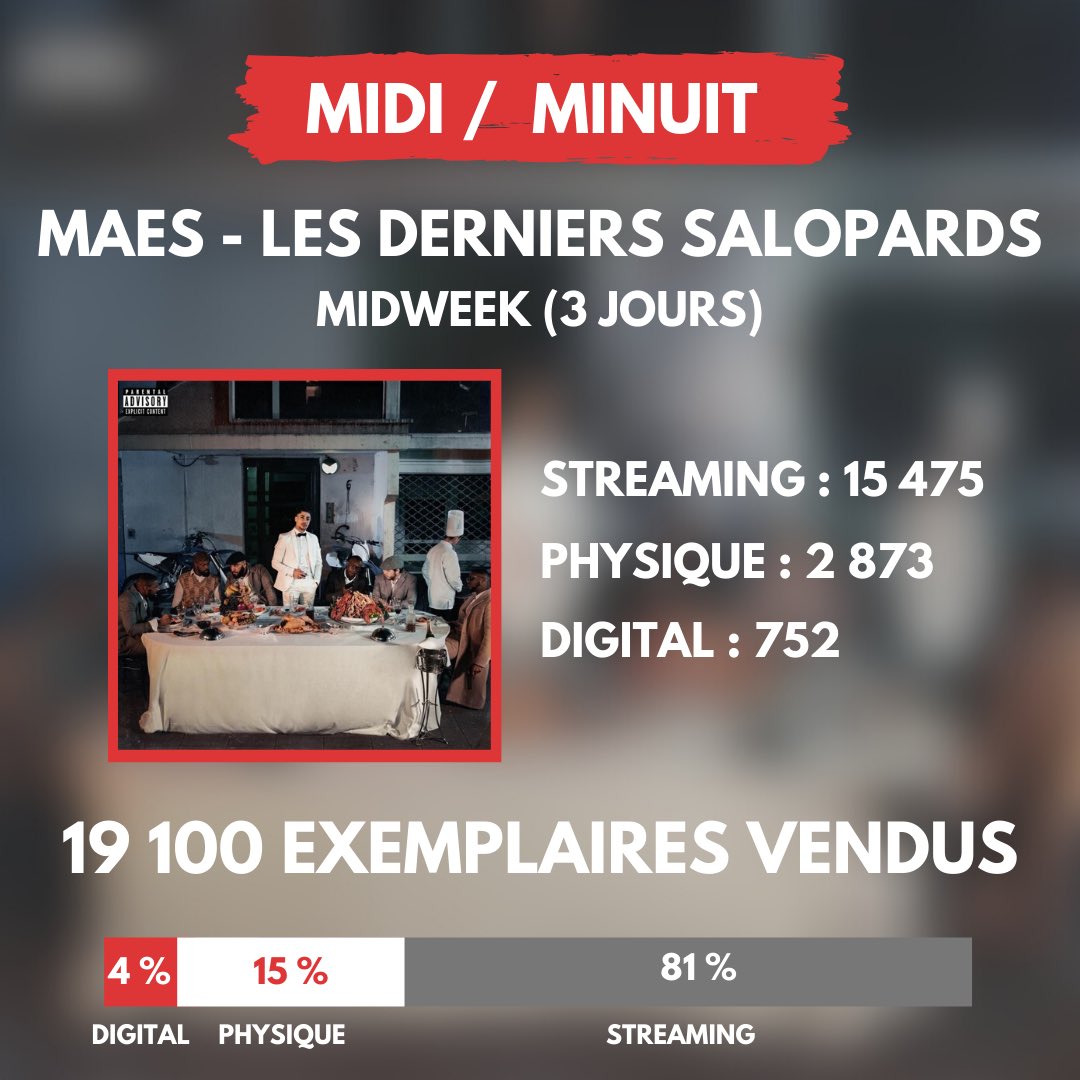 MIDI / MINUIT
MAES - LES DERNIERS SALOPARDS
MIDWEEK (3 JOURS)
PARENTAL
ADVISORY
EXPLICIT CONTENT
STREAMING : 15 475
PHYSIQUE : 2 873
DIGITAL : 752
19 100 EXEMPLAIRES VENDUS
4 % 15 % 81 %
DIGITAL PHYSIQUE STREAMING